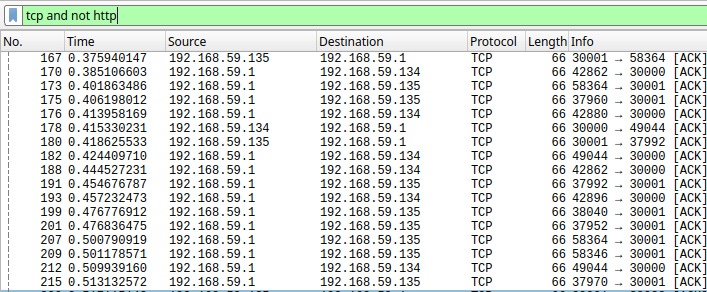 tcp and not http
No. Time Source Destination Protocol Length Info
167 0.375940147 192.168.59.135 192.168.59.1 TCP 66 30001 → 58364 [ACK]
170 0.385106603 192.168.59.1 192.168.59.134 TCP 66 42862 → 30000 [ACK]
173 0.401863486 192.168.59.1 192.168.59.135 TCP 66 58364 → 30001 [ACK]
175 0.406198012 192.168.59.1 192.168.59.135 TCP 66 37960 → 30001 [ACK]
176 0.413958169 192.168.59.1 192.168.59.134 TCP 66 42880 → 30000 [ACK]
178 0.415330231 192.168.59.134 192.168.59.1 TCP 66 30000 → 49044 [ACK]
180 0.418625533 192.168.59.135 192.168.59.1 TCP 66 30001 → 37992 [ACK]
182 0.424409710 192.168.59.1 192.168.59.134 TCP 66 49044 → 30000 [ACK]
188 0.444527231 192.168.59.1 192.168.59.134 TCP 66 42862 → 30000 [ACK]
191 0.454676787 192.168.59.1 192.168.59.135 TCP 66 37992 → 30001 [ACK]
193 0.457232473 192.168.59.1 192.168.59.134 TCP 66 42896 → 30000 [ACK]
199 0.476776912 192.168.59.1 192.168.59.135 TCP 66 38040 → 30001 [ACK]
201 0.476836475 192.168.59.1 192.168.59.135 TCP 66 37952 → 30001 [ACK]
207 0.500790919 192.168.59.1 192.168.59.135 TCP 66 58364 → 30001 [ACK]
209 0.501178571 192.168.59.1 192.168.59.135 TCP 66 58346 → 30001 [ACK]
212 0.509939160 192.168.59.1 192.168.59.134 TCP 66 49044 → 30000 [ACK]
215 0.513132572 192.168.59.1 192.168.59.135 TCP 66 37970 → 30001 [ACK]